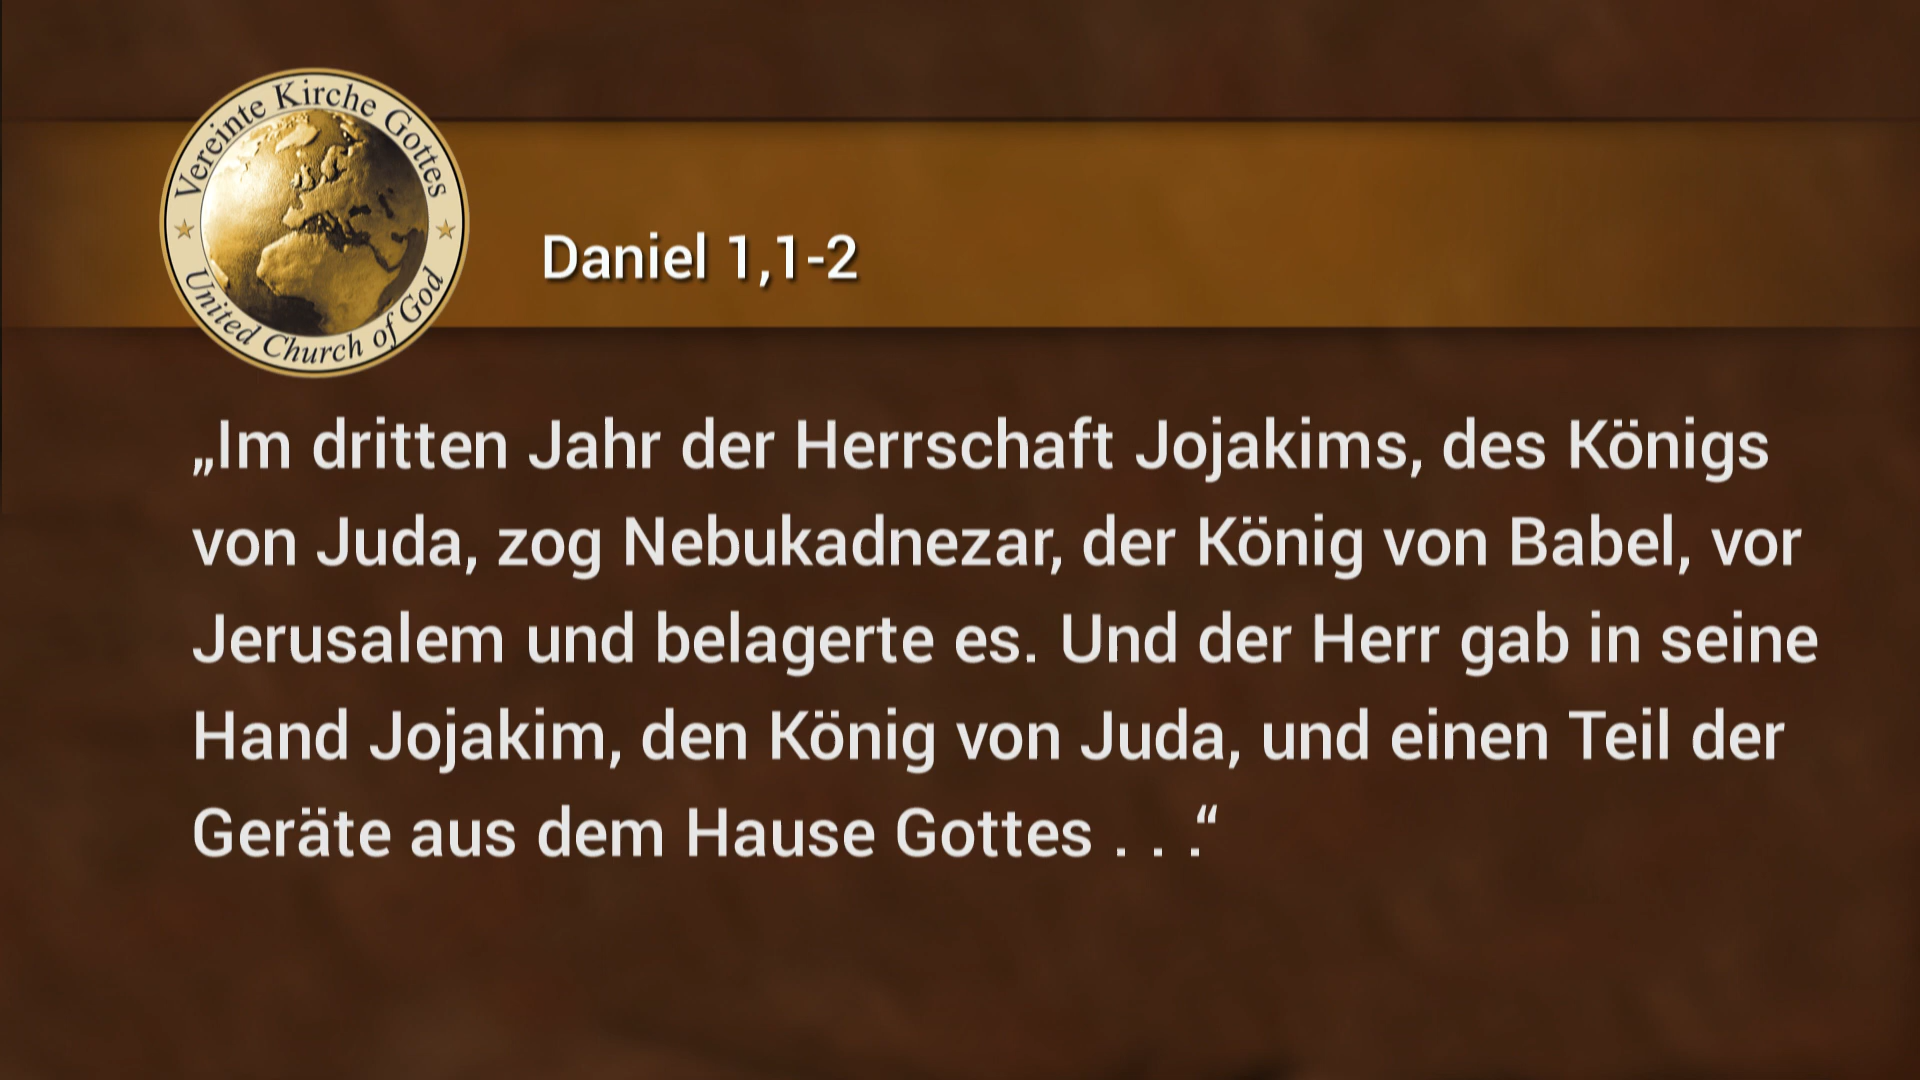 Vereinte Kirche Gottes
United Church of God
Daniel 1,1-2
„Im dritten Jahr der Herrschaft Jojakims, des Königs
von Juda, zog Nebukadnezar, der König von Babel, vor
Jerusalem und belagerte es. Und der Herr gab in seine
Hand Jojakim, den König von Juda, und einen Teil der
Geräte aus dem Hause Gottes . . .“